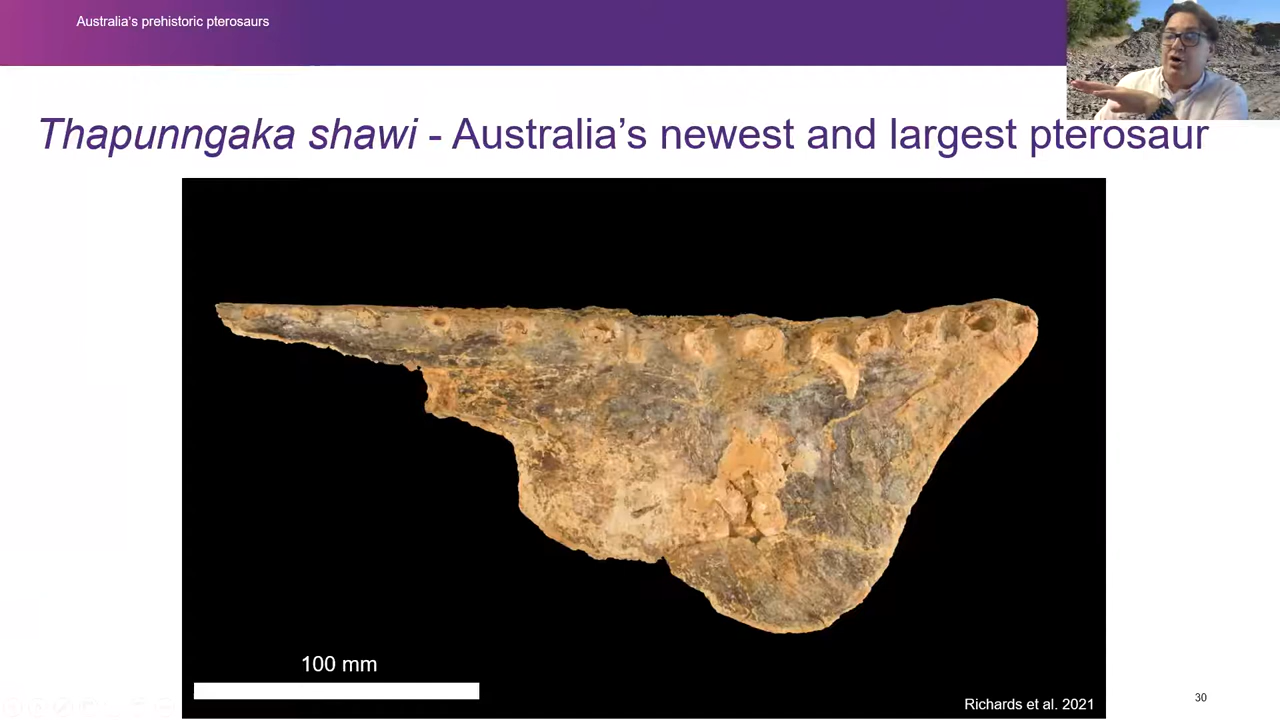 Australia's prehistoric pterosaurs
Thapunngaka shawi - Australia's newest and largest pterosaur
100 mm
Richards et al. 2021
30